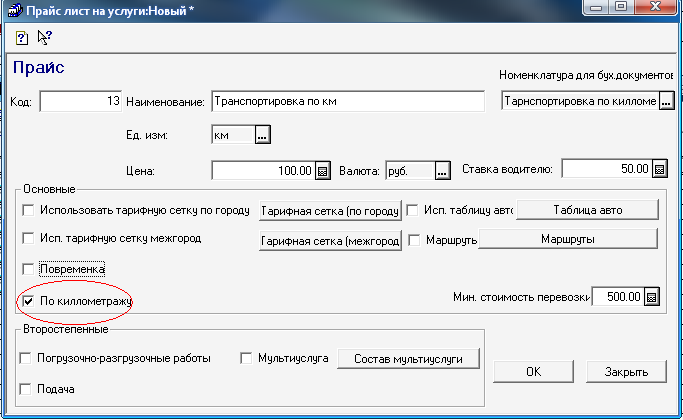 Прайс лист на услуги:Новый *
Прайс
Номенклатура для бух.документов
Код: 13 Наименование: Транспортировка по км Тарнспортировка по килломе ...
Ед. изм: км ...
Цена: 100.00 Валюта: руб. ... Ставка водителю: 50.00
Основные
Использовать тарифную сетку по городу Тарифная сетка (по городу Исп. таблицу авто Таблица авто
Исп. тарифную сетку межгород Тарифная сетка (межгород Маршруть Маршруты
Повременка
По киллометражу Мин. стоимость перевозки 500.00
Второстепенные
Погрузочно-разгрузочные работы Мультиуслуга Состав мультиуслуги OK Закрыть
Подача